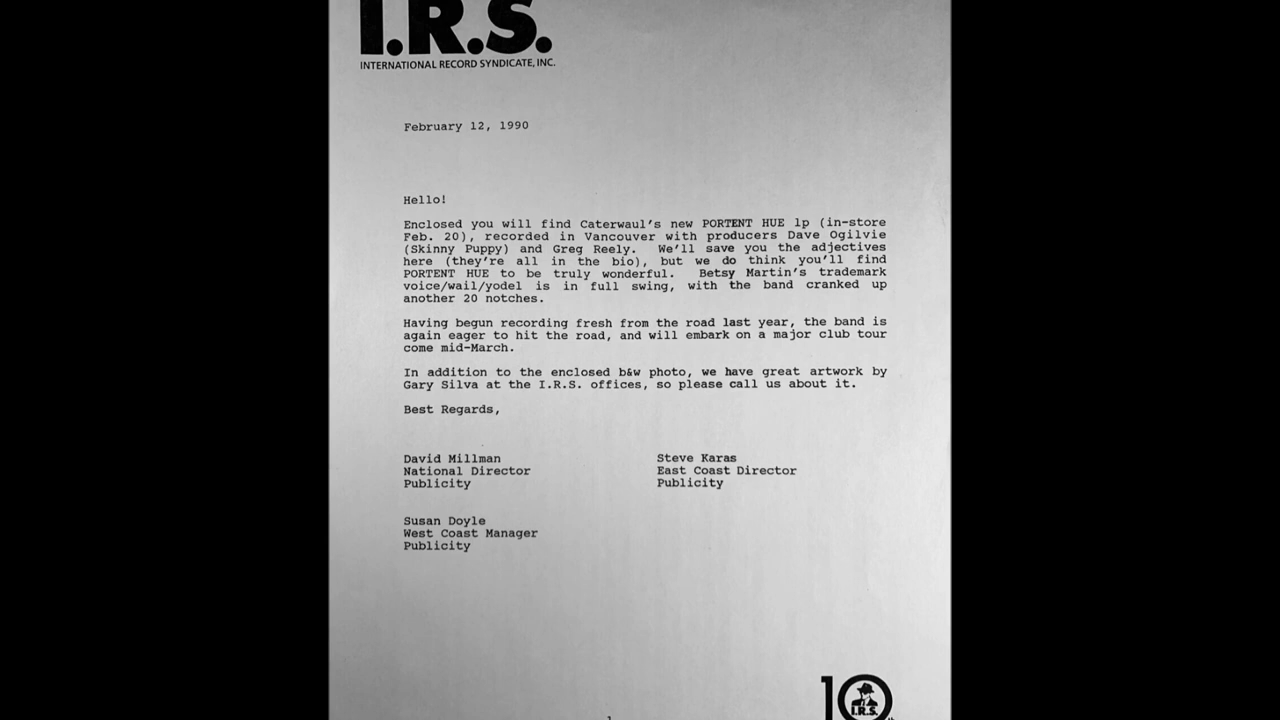 I.R.S.
INTERNATIONAL RECORD SYNDICATE, INC.
February 12, 1990
Hello!
Enclosed you will find Caterwaul's new PORTENT HUE lp (in-store
Feb. 20), recorded in Vancouver with producers Dave Ogilvie
(Skinny Puppy) and Greg Reely. We'll save you the adjectives
here (they're all in the bio), but we do think you'll find
PORTENT HUE to be truly wonderful. Betsy Martin's trademark
voice/wail/yodel is in full swing, with the band cranked up
another 20 notches.
Having begun recording fresh from the road last year, the band is
again eager to hit the road, and will embark on a major club tour
come mid-March.
In addition to the enclosed b&w photo, we have great artwork by
Gary Silva at the I.R.S. offices, so please call us about it.
Best Regards,
David Millman Steve Karas
National Director East Coast Director
Publicity Publicity
Susan Doyle
West Coast Manager
Publicity
10
I.R.S.